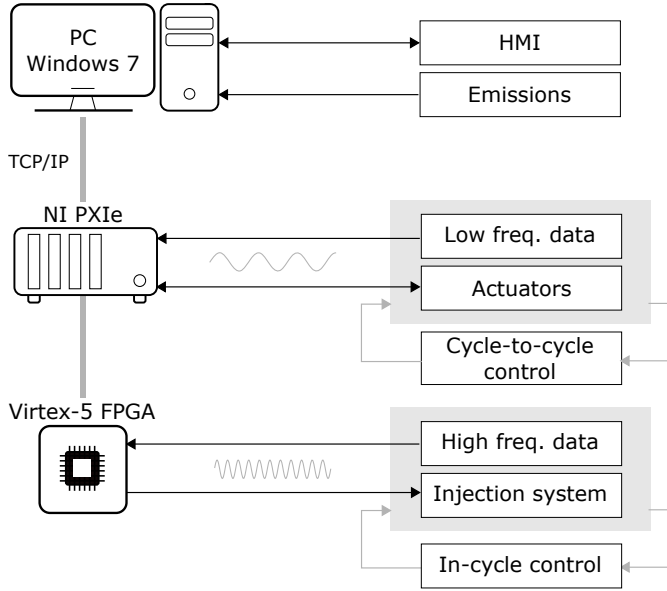 PC
Windows 7
HMI
Emissions
TCP/IP
NI PXIe
Low freq. data
Actuators
Cycle-to-cycle
control
Virtex-5 FPGA
High freq. data
Injection system
In-cycle control